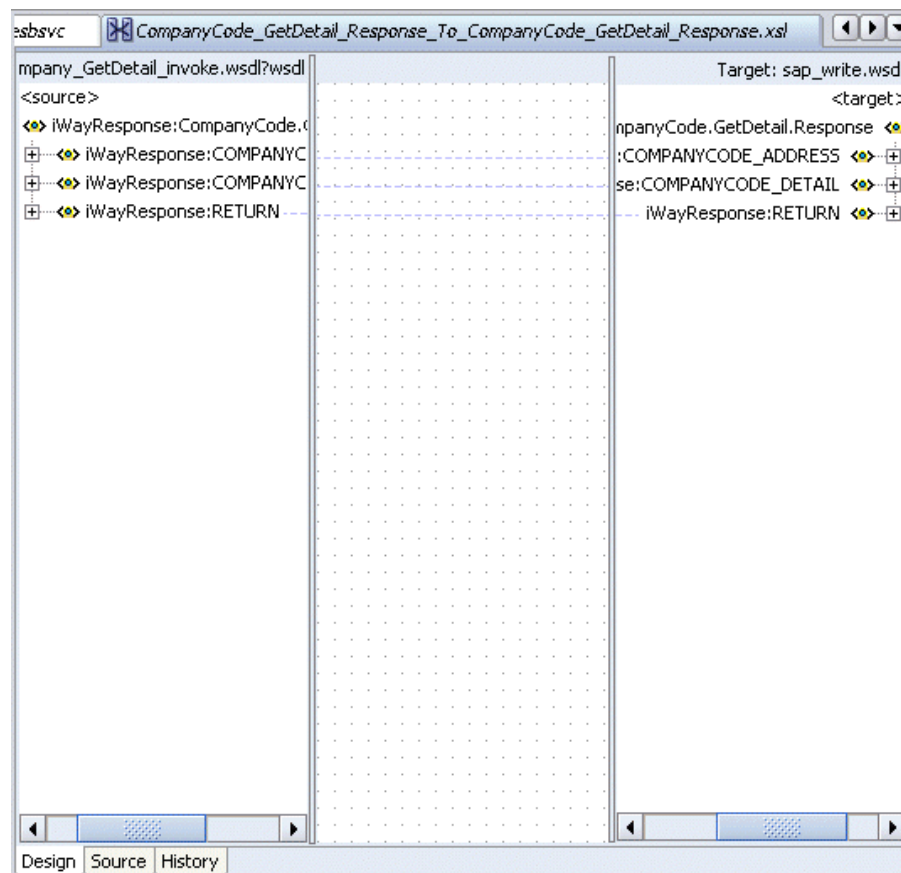 esbsvc CompanyCode_GetDetail_Response_To_CompanyCode_GetDetail_Response.xsl
mpany_GetDetail_invoke.wsdl?wsdl
<source>
iWayResponse:CompanyCode.
iWayResponse:COMPANYC
iWayResponse:COMPANYC
iWayResponse:RETURN
Target: sap_write.wsd
<target>
mpanyCode.GetDetail.Response
:COMPANYCODE_ADDRESS
se:COMPANYCODE_DETAIL
iWayResponse:RETURN
Design Source History